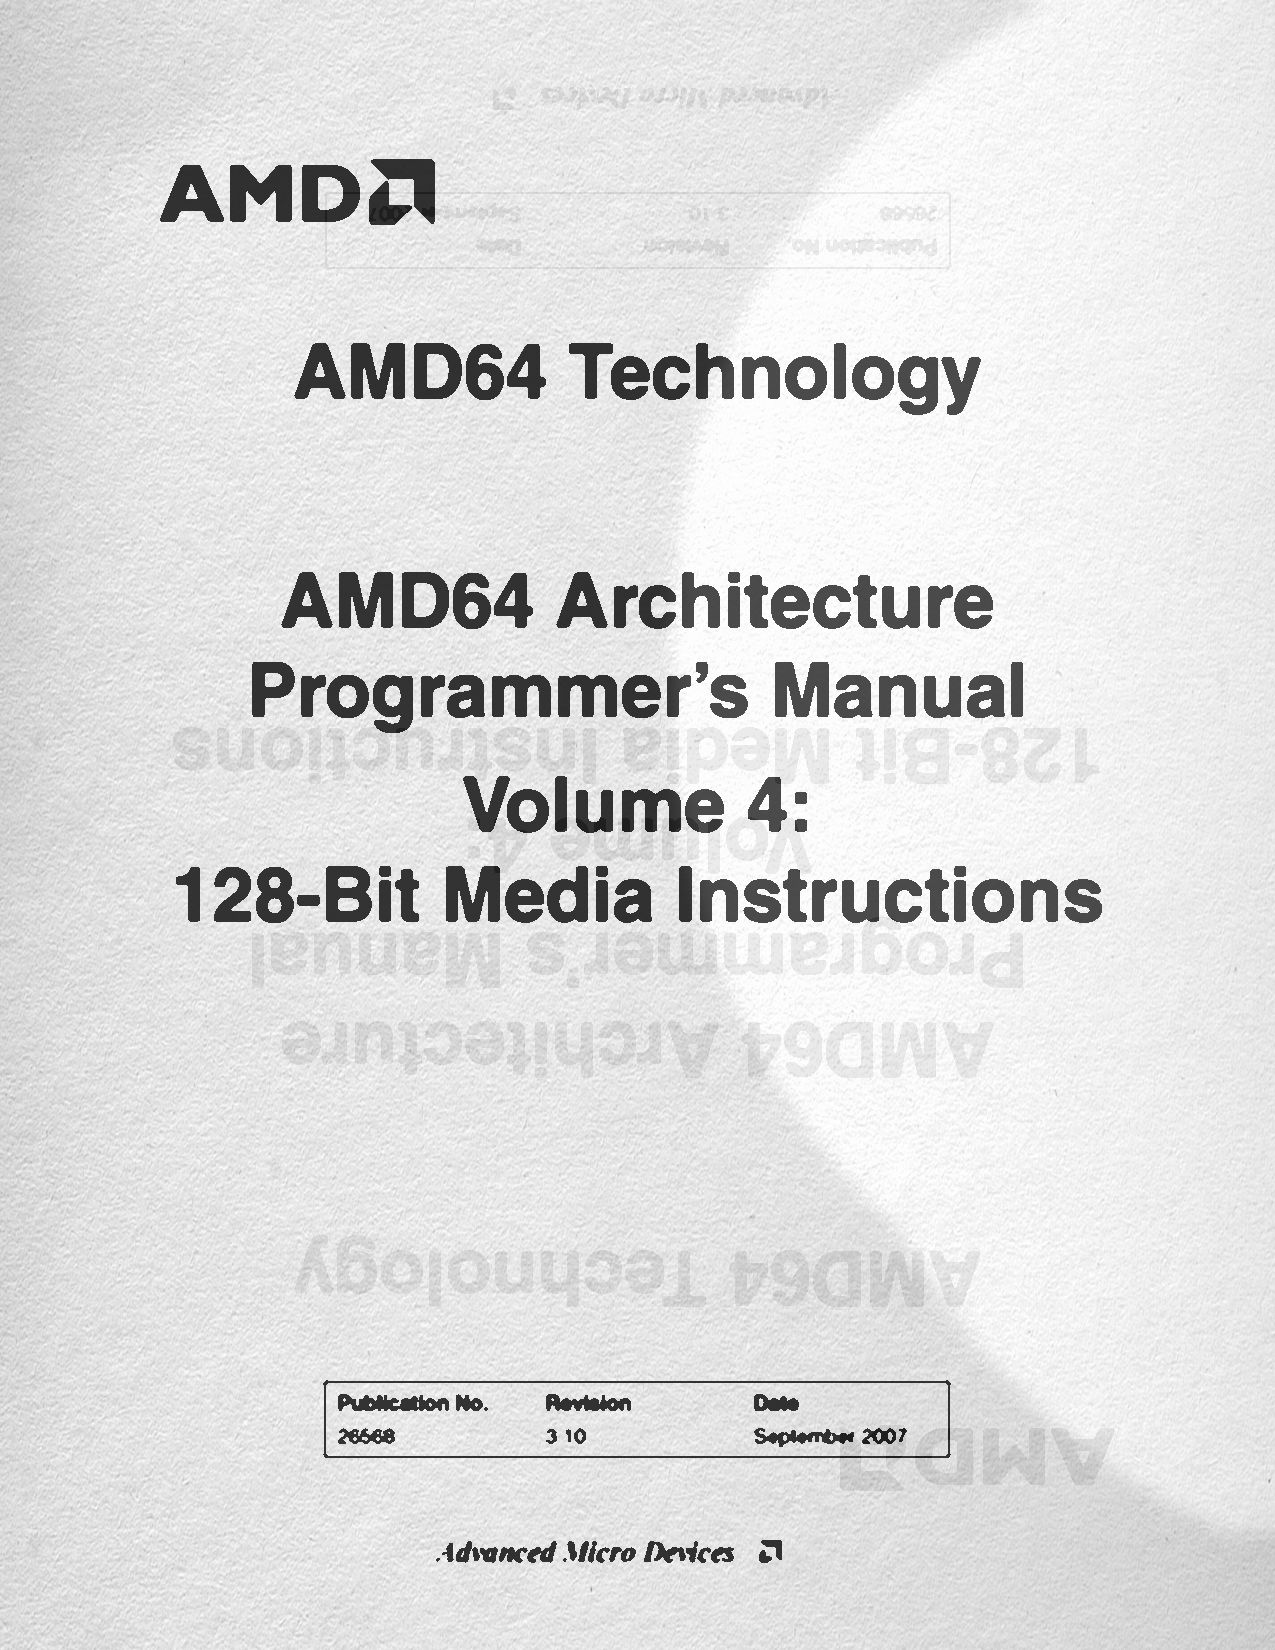 AMD
AMD64 Technology
AMD64 Architecture
Programmer's Manual
Volume 4:
128-Bit Media Instructions
Publication No. Revision Date
26568 3 10 September 2007
Advanced Micro Devices